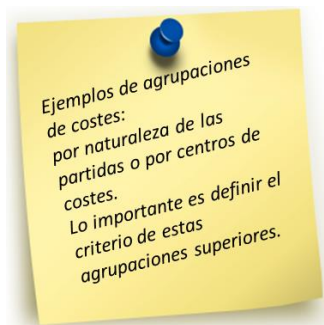 Ejemplos de agrupaciones
de costes:
por naturaleza de las
partidas o por centros de
costes.
Lo importante es definir el
criterio de estas
agrupaciones superiores.